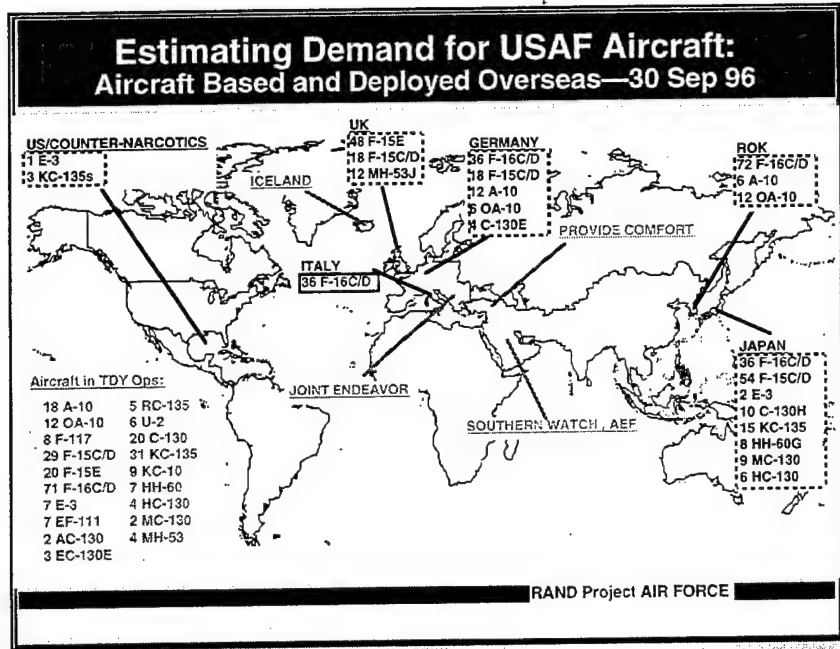 Estimating Demand for USAF Aircraft:
Aircraft Based and Deployed Overseas—30 Sep 96
US/COUNTER-NARCOTICS
1 E-3
3 KC-135s
ICELAND
UK
48 F-15E
18 F-15C/D
12 MH-53J
GERMANY
36 F-16C/D
18 F-15C/D
12 A-10
6 OA-10
4 C-130E
PROVIDE COMFORT
ROK
72 F-16C/D
6 A-10
12 OA-10
ITALY
36 F-16C/D
JOINT ENDEAVOR
SOUTHERN WATCH, AEF
JAPAN
36 F-16C/D
54 F-15C/D
2 E-3
10 C-130H
15 KC-135
8 HH-60G
9 MC-130
6 HC-130
Aircraft in TDY Ops:
18 A-10
12 OA-10
8 F-117
29 F-15C/D
20 F-15E
71 F-16C/D
7 E-3
7 EF-111
2 AC-130
3 EC-130E
5 RC-135
6 U-2
20 C-130
31 KC-135
9 KC-10
7 HH-60
4 HC-130
2 MC-130
4 MH-53
RAND Project AIR FORCE